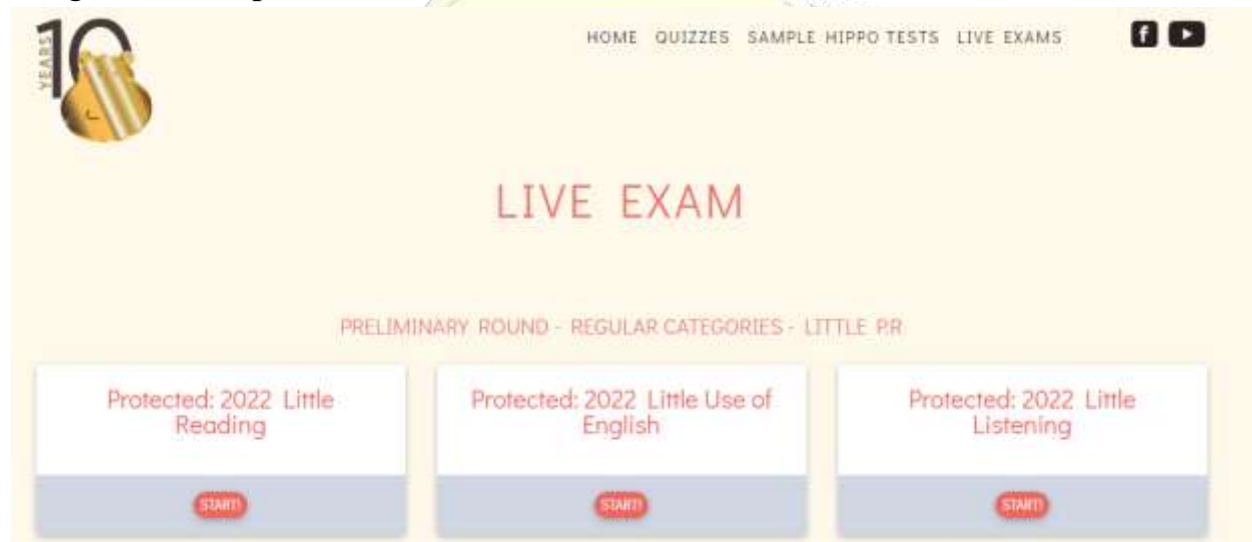 YEARS 10
HOME QUIZZES SAMPLE HIPPO TESTS LIVE EXAMS
LIVE EXAM
PRELIMINARY ROUND - REGULAR CATEGORIES - LITTLE P.R
Protected: 2022 Little
Reading
Protected: 2022 Little Use of
English
Protected: 2022 Little
Listening
START!
START!
START!